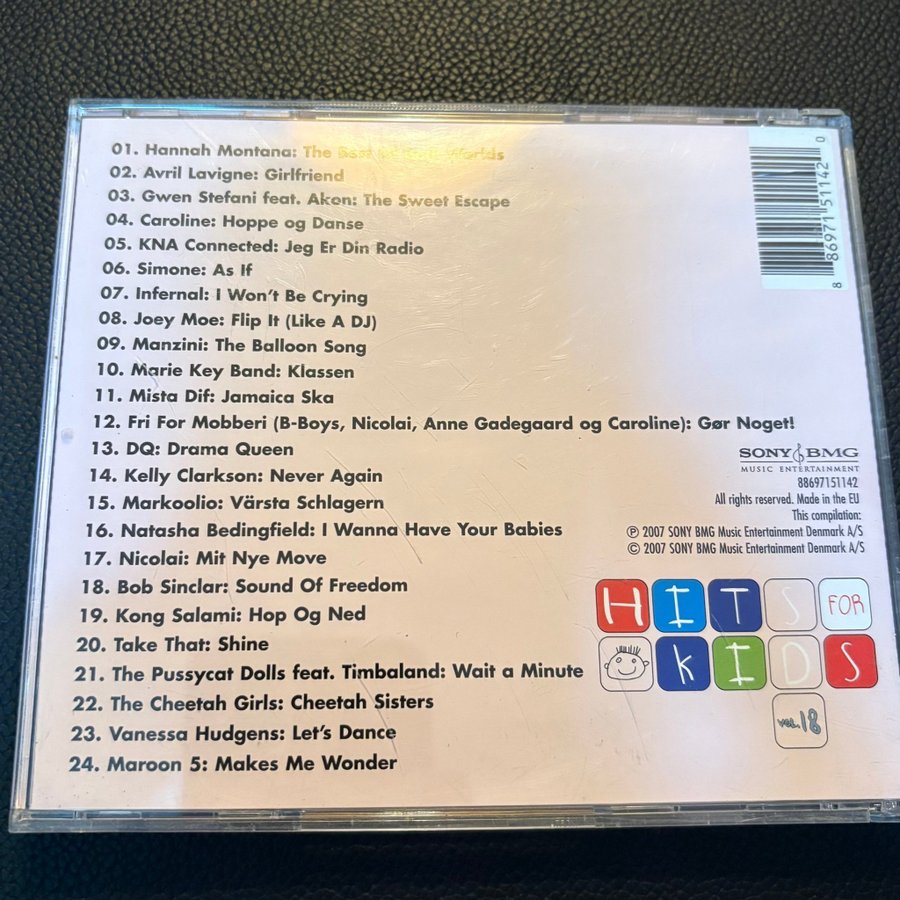 01. Hannah Montana: The Best of Both Worlds
02. Avril Lavigne: Girlfriend
03. Gwen Stefani feat. Akon: The Sweet Escape
04. Caroline: Hoppe og Danse
05. KNA Connected: Jeg Er Din Radio
06. Simone: As If
07. Infernal: I Won't Be Crying
08. Joey Moe: Flip It (Like A DJ)
09. Manzini: The Balloon Song
10. Marie Key Band: Klassen
11. Mista Dif: Jamaica Ska
12. Fri For Mobberi (B-Boys, Nicolai, Anne Gadegaard og Caroline): Gør Noget!
13. DQ: Drama Queen
14. Kelly Clarkson: Never Again
15. Markoolio: Värsta Schlagern
16. Natasha Bedingfield: I Wanna Have Your Babies
17. Nicolai: Mit Nye Move
18. Bob Sinclar: Sound Of Freedom
19. Kong Salami: Hop Og Ned
20. Take That: Shine
21. The Pussycat Dolls feat. Timbaland: Wait a Minute
22. The Cheetah Girls: Cheetah Sisters
23. Vanessa Hudgens: Let's Dance
24. Maroon 5: Makes Me Wonder
8 86971 51142 0
SONY BMG
MUSIC ENTERTAINMENT
88697151142
All rights reserved. Made in the EU
This compilation:
℗ 2007 SONY BMG Music Entertainment Denmark A/S
© 2007 SONY BMG Music Entertainment Denmark A/S
HITS FOR
KIDS
vol.18